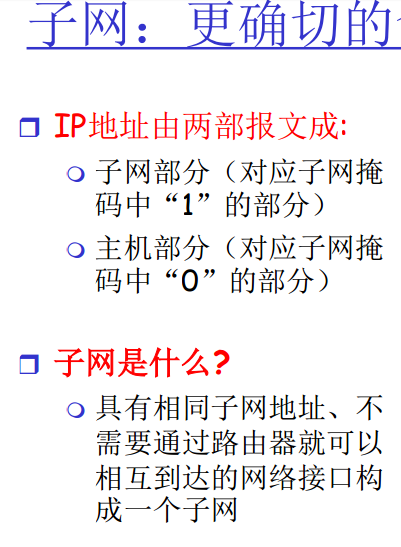 子网：更确切的
IP地址由两部报文成:
子网部分（对应子网掩
码中“1”的部分）
主机部分（对应子网掩
码中“0”的部分）
子网是什么?
具有相同子网地址、不
需要通过路由器就可以
相互到达的网络接口构
成一个子网